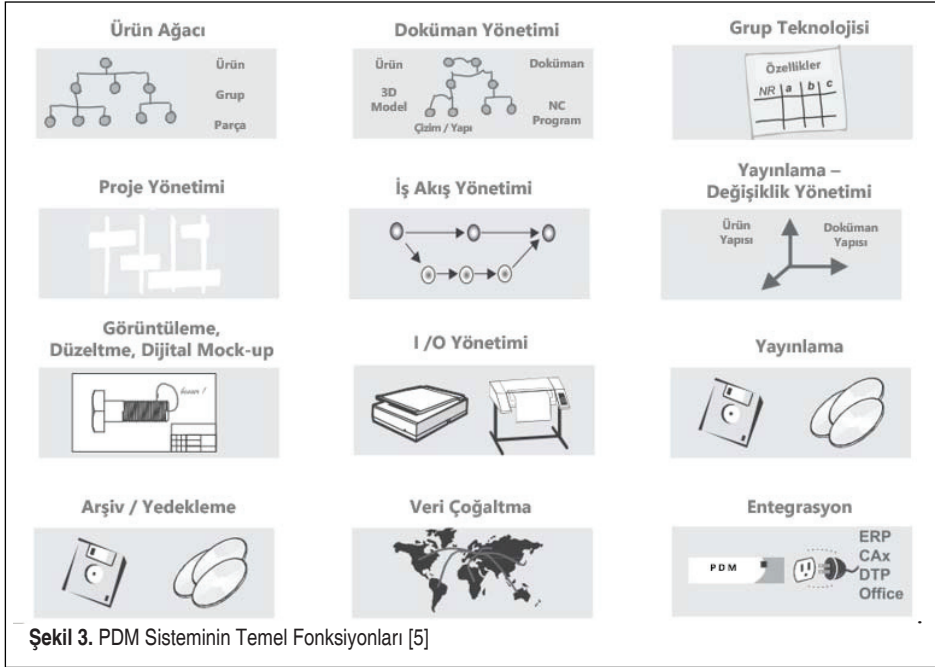 Ürün Ağacı
Ürün
Grup
Parça
Doküman Yönetimi
Ürün
Doküman
3D
Model
NC
Program
Çizim / Yapı
Grup Teknolojisi
Özellikler
NR a b c
Proje Yönetimi
İş Akış Yönetimi
Yayınlama –
Değişiklik Yönetimi
Ürün
Yapısı
Doküman
Yapısı
Görüntüleme,
Düzeltme, Dijital Mock-up
I /O Yönetimi
Yayınlama
Arşiv / Yedekleme
Veri Çoğaltma
Entegrasyon
PDM
ERP
CAx
DTP
Office
Şekil 3. PDM Sisteminin Temel Fonksiyonları [5]